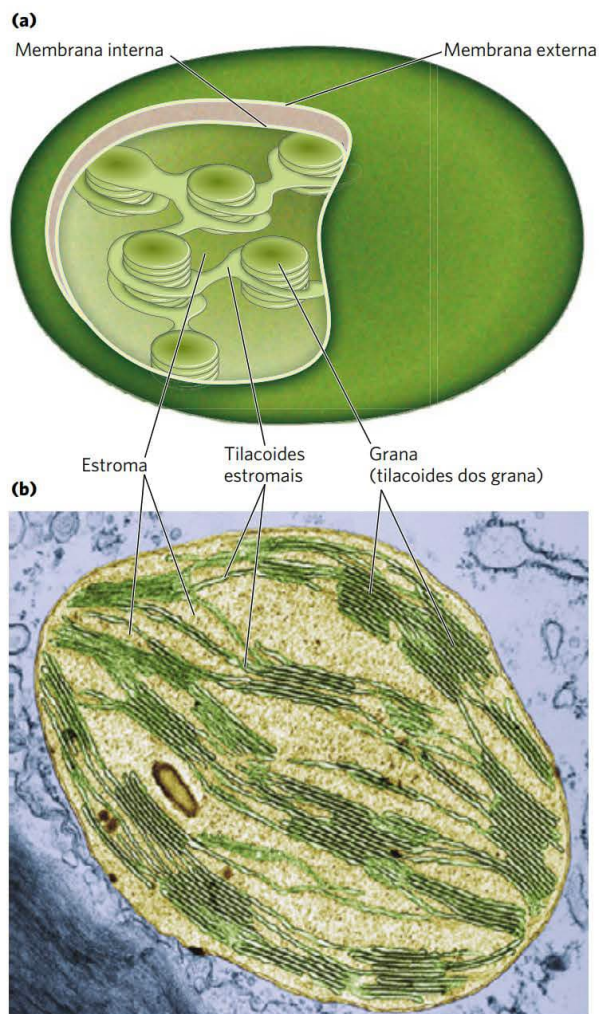 (a)
Membrana interna
Membrana externa
Estroma
Tilacoides
estromais
Grana
(tilacoides dos grana)
(b)